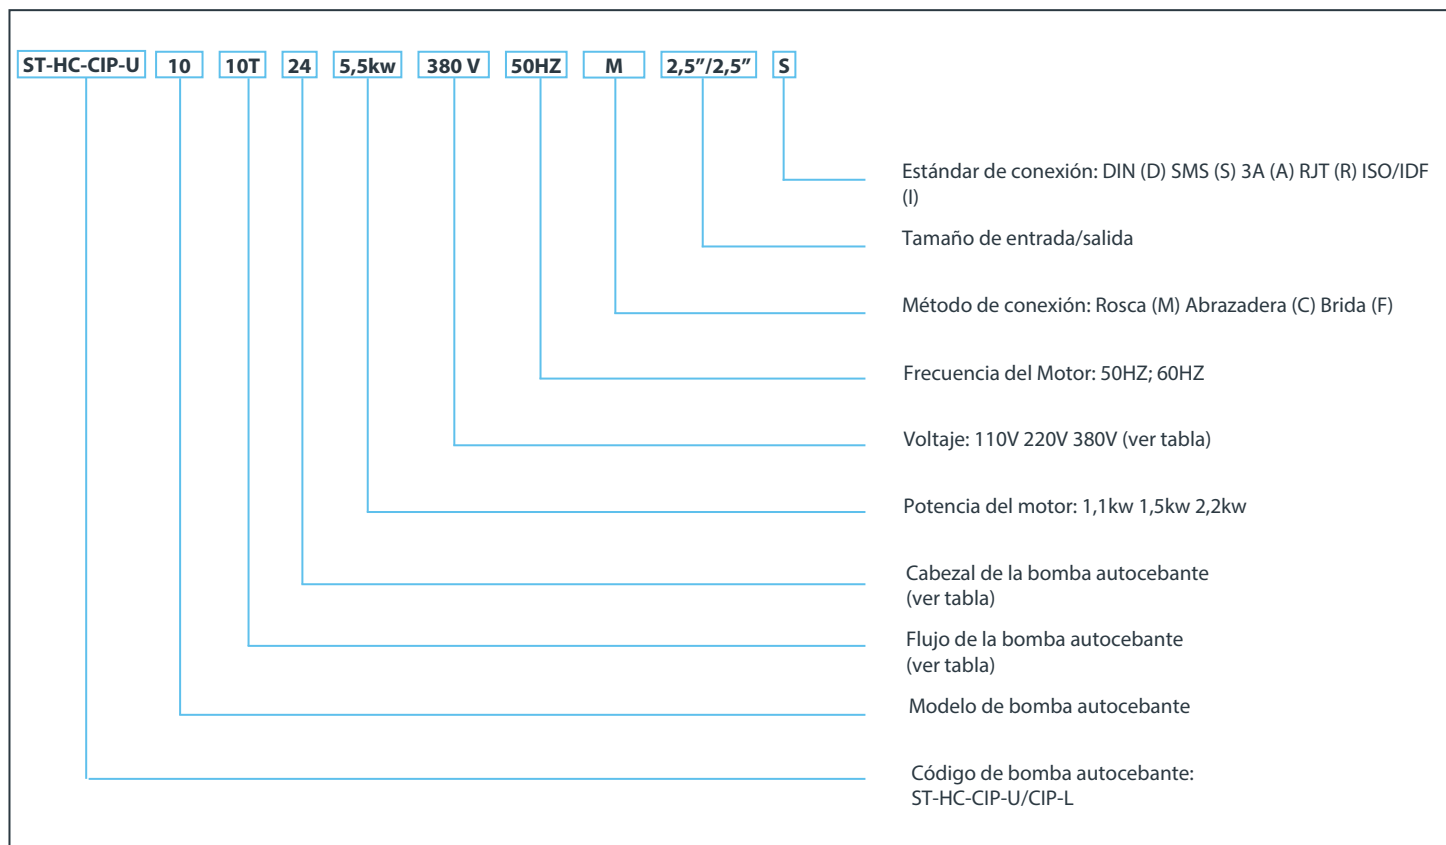 ST-HC-CIP-U 10 10T 24 5,5kw 380 V 50HZ M 2,5”/2,5” S
Estándar de conexión: DIN (D) SMS (S) 3A (A) RJT (R) ISO/IDF
(I)
Tamaño de entrada/salida
Método de conexión: Rosca (M) Abrazadera (C) Brida (F)
Frecuencia del Motor: 50HZ; 60HZ
Voltaje: 110V 220V 380V (ver tabla)
Potencia del motor: 1,1kw 1,5kw 2,2kw
Cabezal de la bomba autocebante
(ver tabla)
Flujo de la bomba autocebante
(ver tabla)
Modelo de bomba autocebante
Código de bomba autocebante:
ST-HC-CIP-U/CIP-L